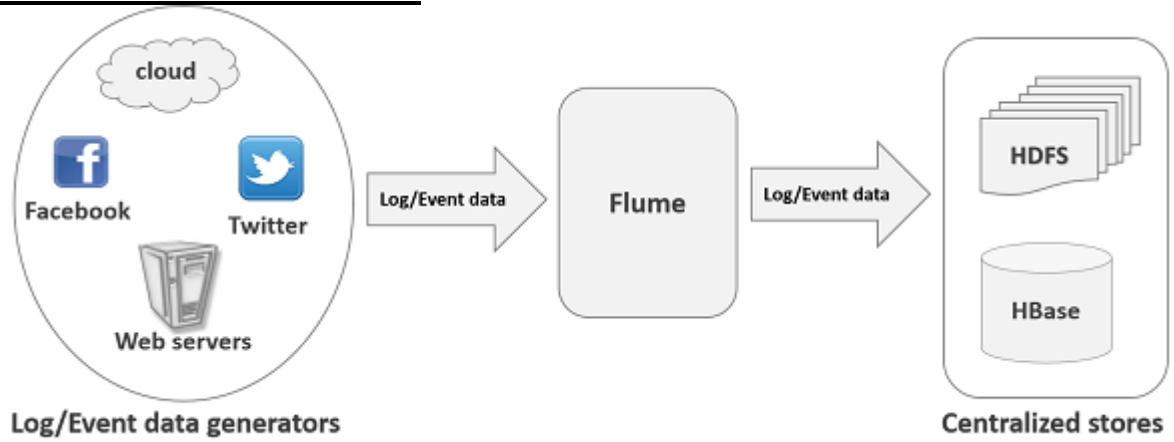 cloud
Facebook
Twitter
Web servers
Log/Event data generators
Log/Event data
Flume
Log/Event data
HDFS
HBase
Centralized stores